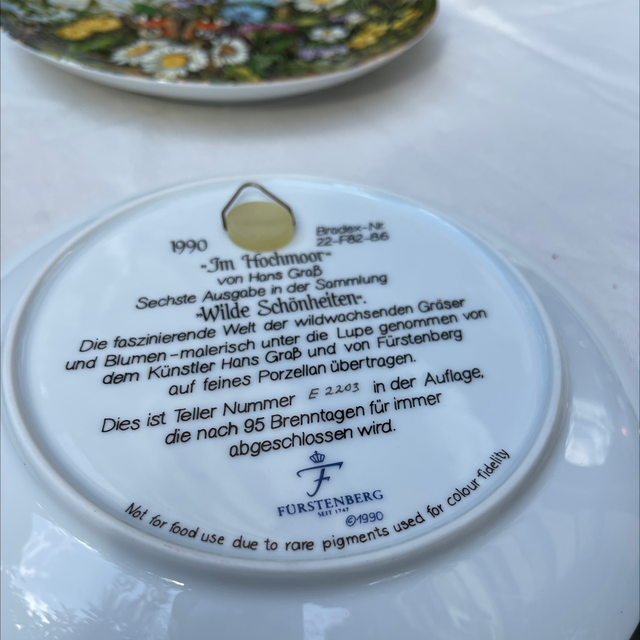 1990
Bradex-Nr
22-F82-86
"Im Hochmoor"
von Hans Graß
Sechste Ausgabe in der Sammlung
"Wilde Schönheiten".
Die faszinierende Welt der wildwachsenden Gräser
und Blumen – malerisch unter die Lupe genommen von
dem Künstler Hans Graß und von Fürstenberg
auf feines Porzellan übertragen.
Dies ist Teller Nummer E 2203 in der Auflage,
die nach 95 Brenntagen für immer
abgeschlossen wird.
F
FÜRSTENBERG
SEIT 1747
©1990
Not for food use due to rare pigments used for colour fidelity